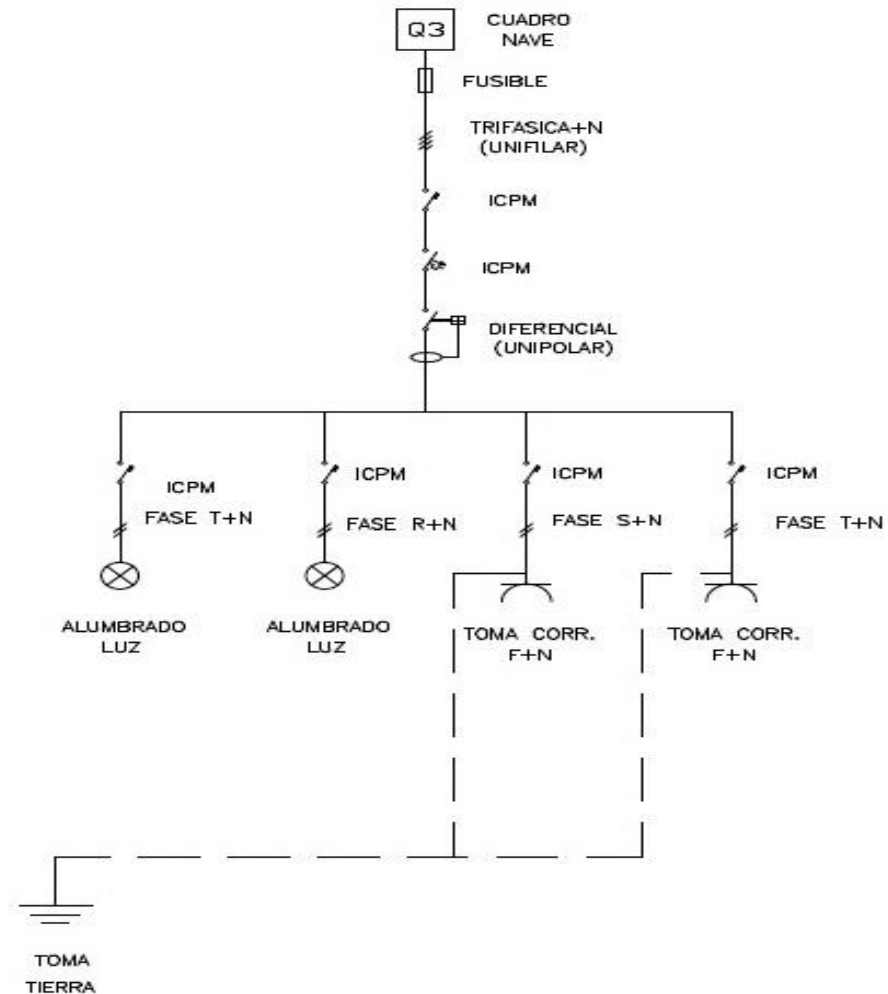 Q3
CUADRO
NAVE
FUSIBLE
TRIFASICA+N
(UNIFILAR)
ICPM
ICPM
DIFERENCIAL
(UNIPOLAR)
ICPM
ICPM
ICPM
ICPM
FASE T+N
FASE R+N
FASE S+N
FASE T+N
ALUMBRADO
LUZ
ALUMBRADO
LUZ
TOMA CORR.
F+N
TOMA CORR.
F+N
TOMA
TIERRA